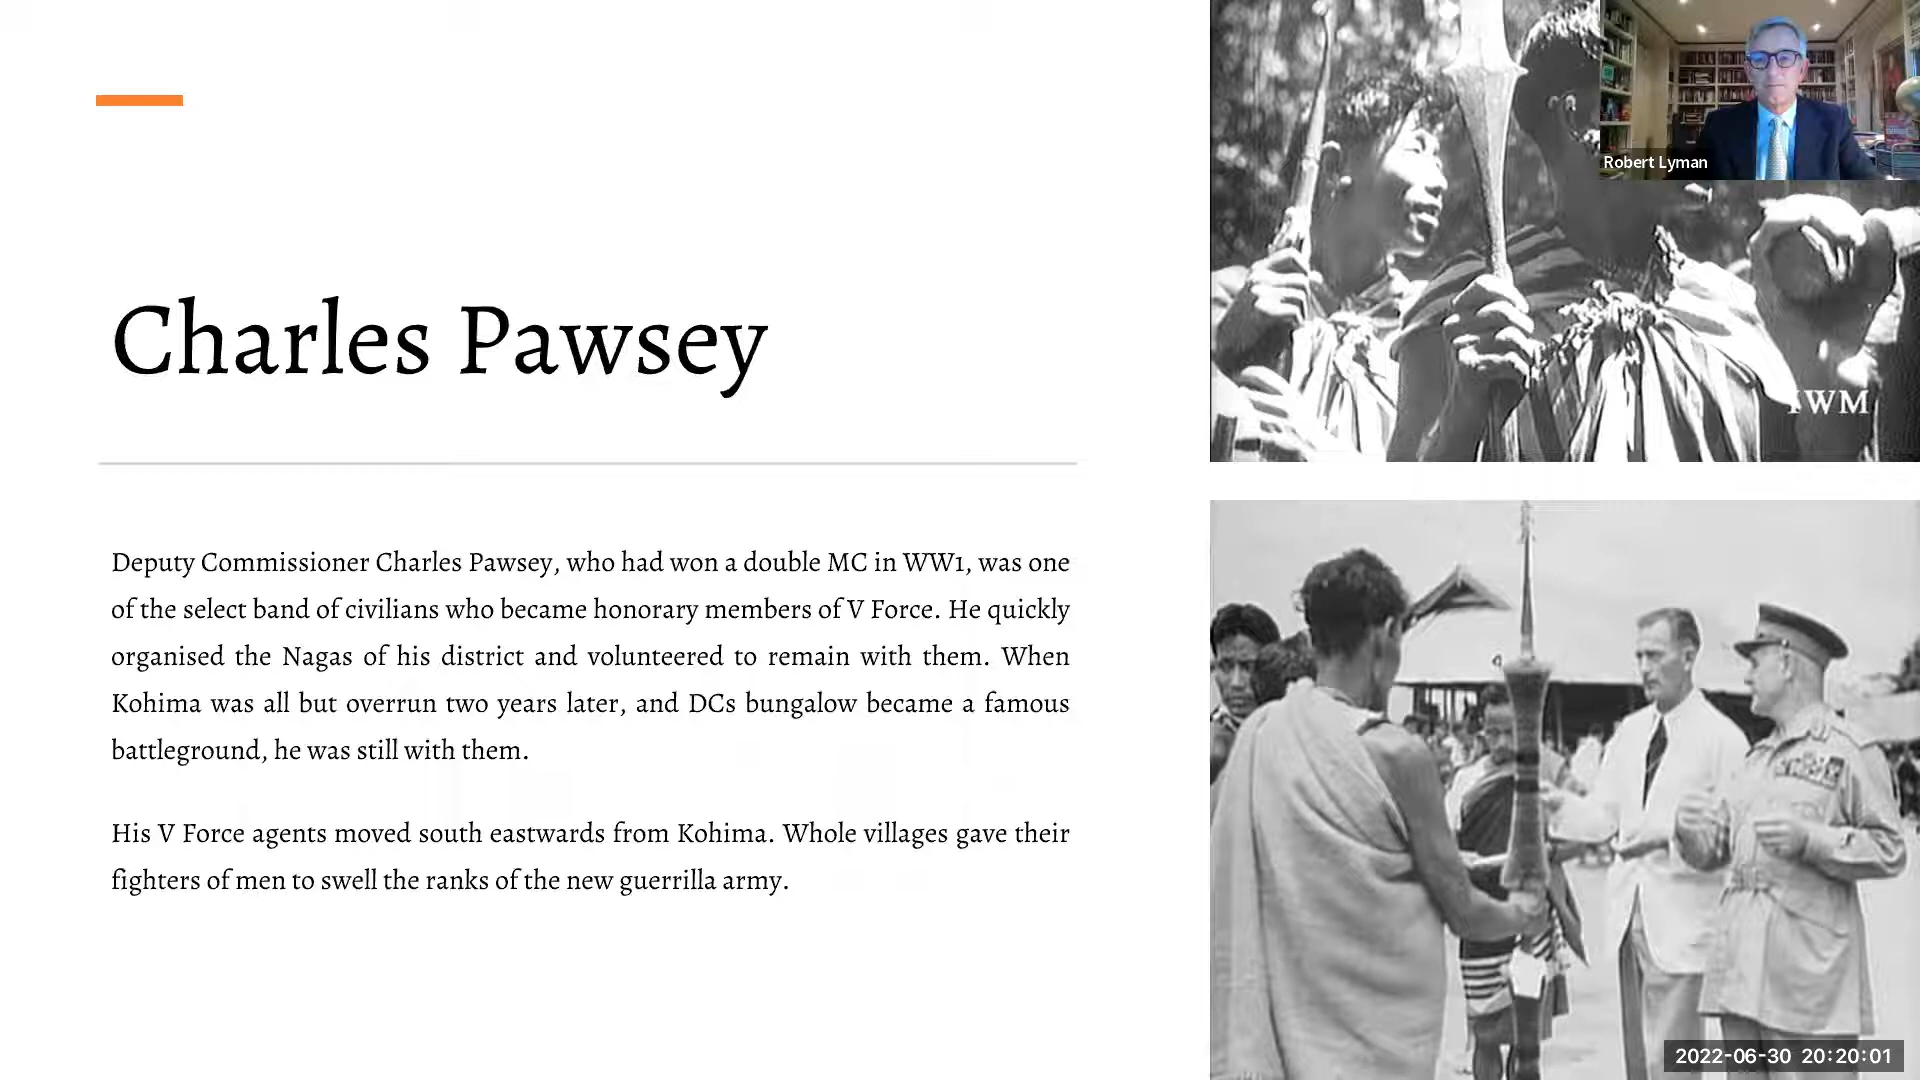 Robert Lyman
Charles Pawsey
IWM
Deputy Commissioner Charles Pawsey, who had won a double MC in WW1, was one
of the select band of civilians who became honorary members of V Force. He quickly
organised the Nagas of his district and volunteered to remain with them. When
Kohima was all but overrun two years later, and DCs bungalow became a famous
battleground, he was still with them.
His V Force agents moved south eastwards from Kohima. Whole villages gave their
fighters of men to swell the ranks of the new guerrilla army.
2022-06-30 20:20:01